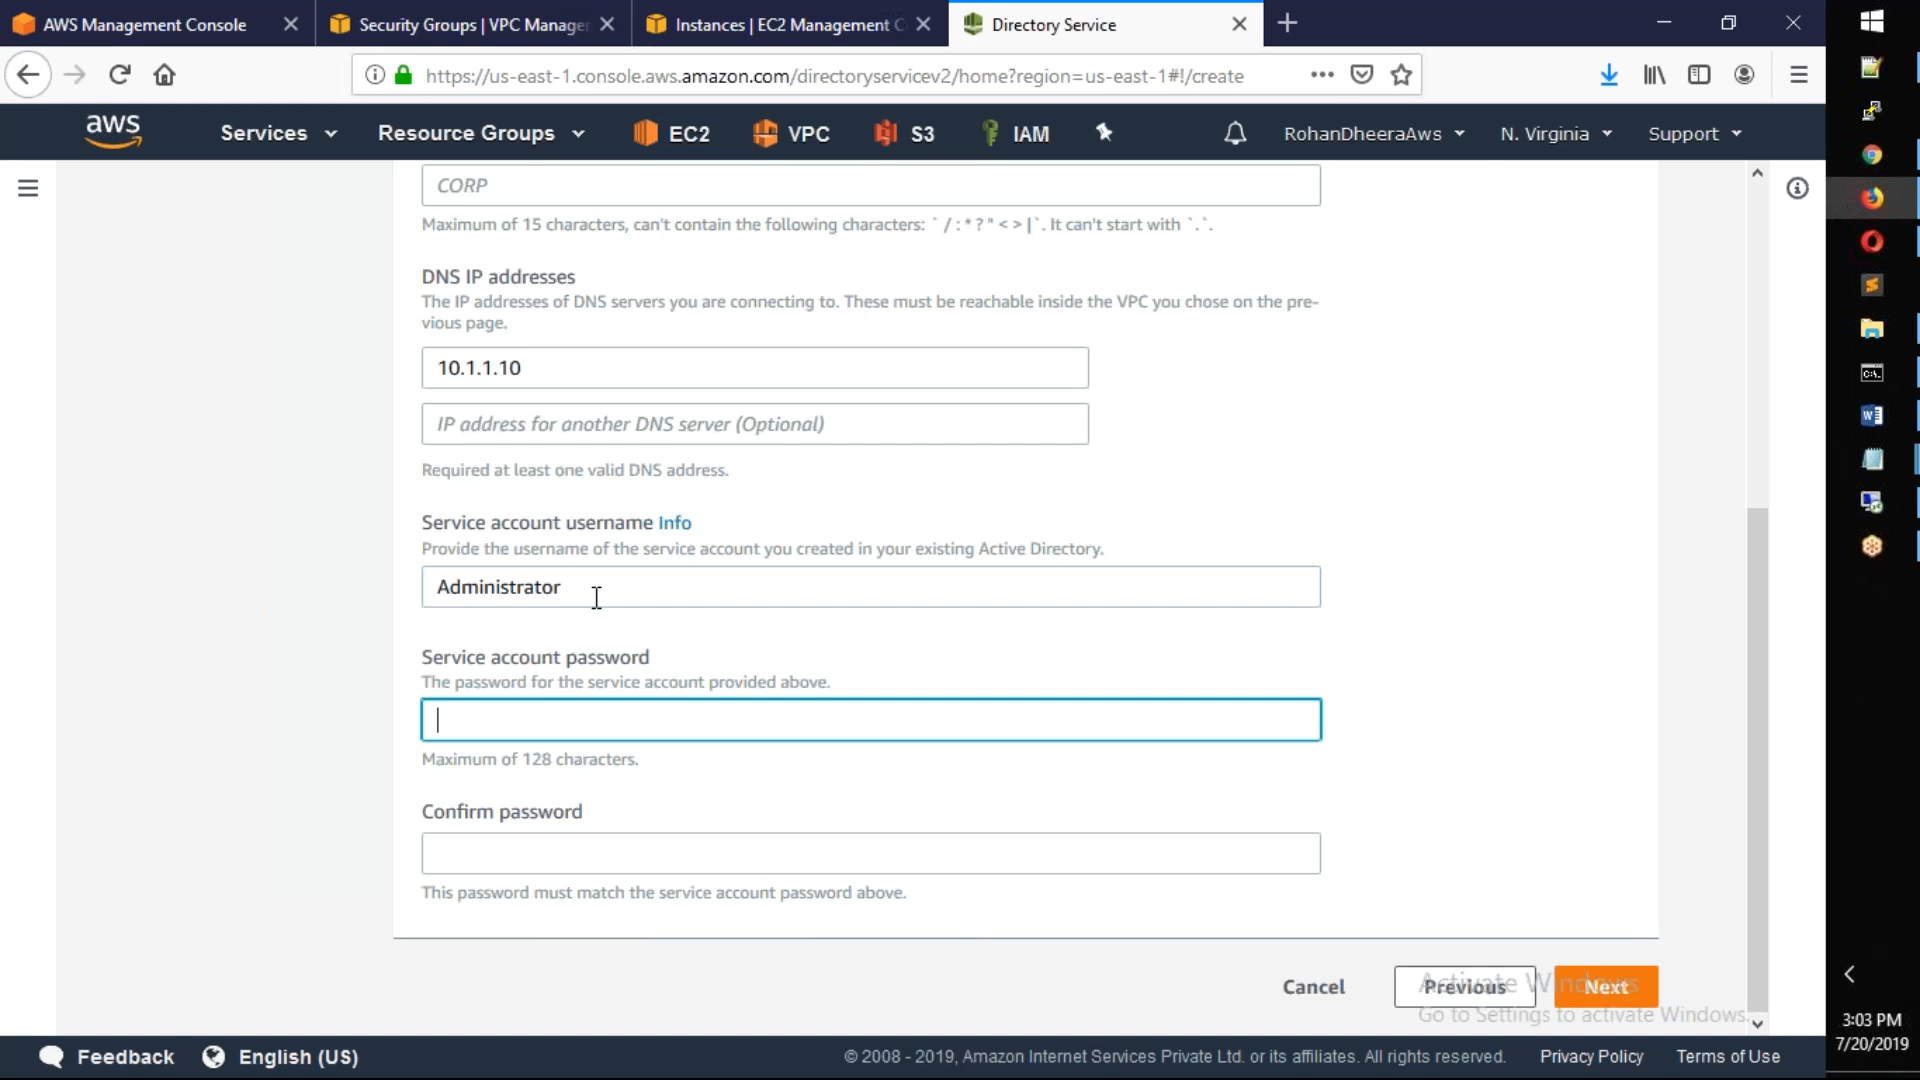 AWS Management Console
Security Groups | VPC Manage
Instances | EC2 Management C
Directory Service
https://us-east-1.console.aws.amazon.com/directoryservicev2/home?region=us-east-1#!/create
aws
Services
Resource Groups
EC2
VPC
S3
IAM
RohanDheeraAws
N. Virginia
Support
CORP
Maximum of 15 characters, can't contain the following characters: ` / : * ? " < > | `. It can't start with `.`.
DNS IP addresses
The IP addresses of DNS servers you are connecting to. These must be reachable inside the VPC you chose on the pre-
vious page.
10.1.1.10
IP address for another DNS server (Optional)
Required at least one valid DNS address.
Service account username Info
Provide the username of the service account you created in your existing Active Directory.
Administrator
Service account password
The password for the service account provided above.
Maximum of 128 characters.
Confirm password
This password must match the service account password above.
Cancel
Previous
Next
Activate Windows
Go to Settings to activate Windows.
3:03 PM
7/20/2019
Feedback
English (US)
© 2008 - 2019, Amazon Internet Services Private Ltd. or its affiliates. All rights reserved.
Privacy Policy
Terms of Use